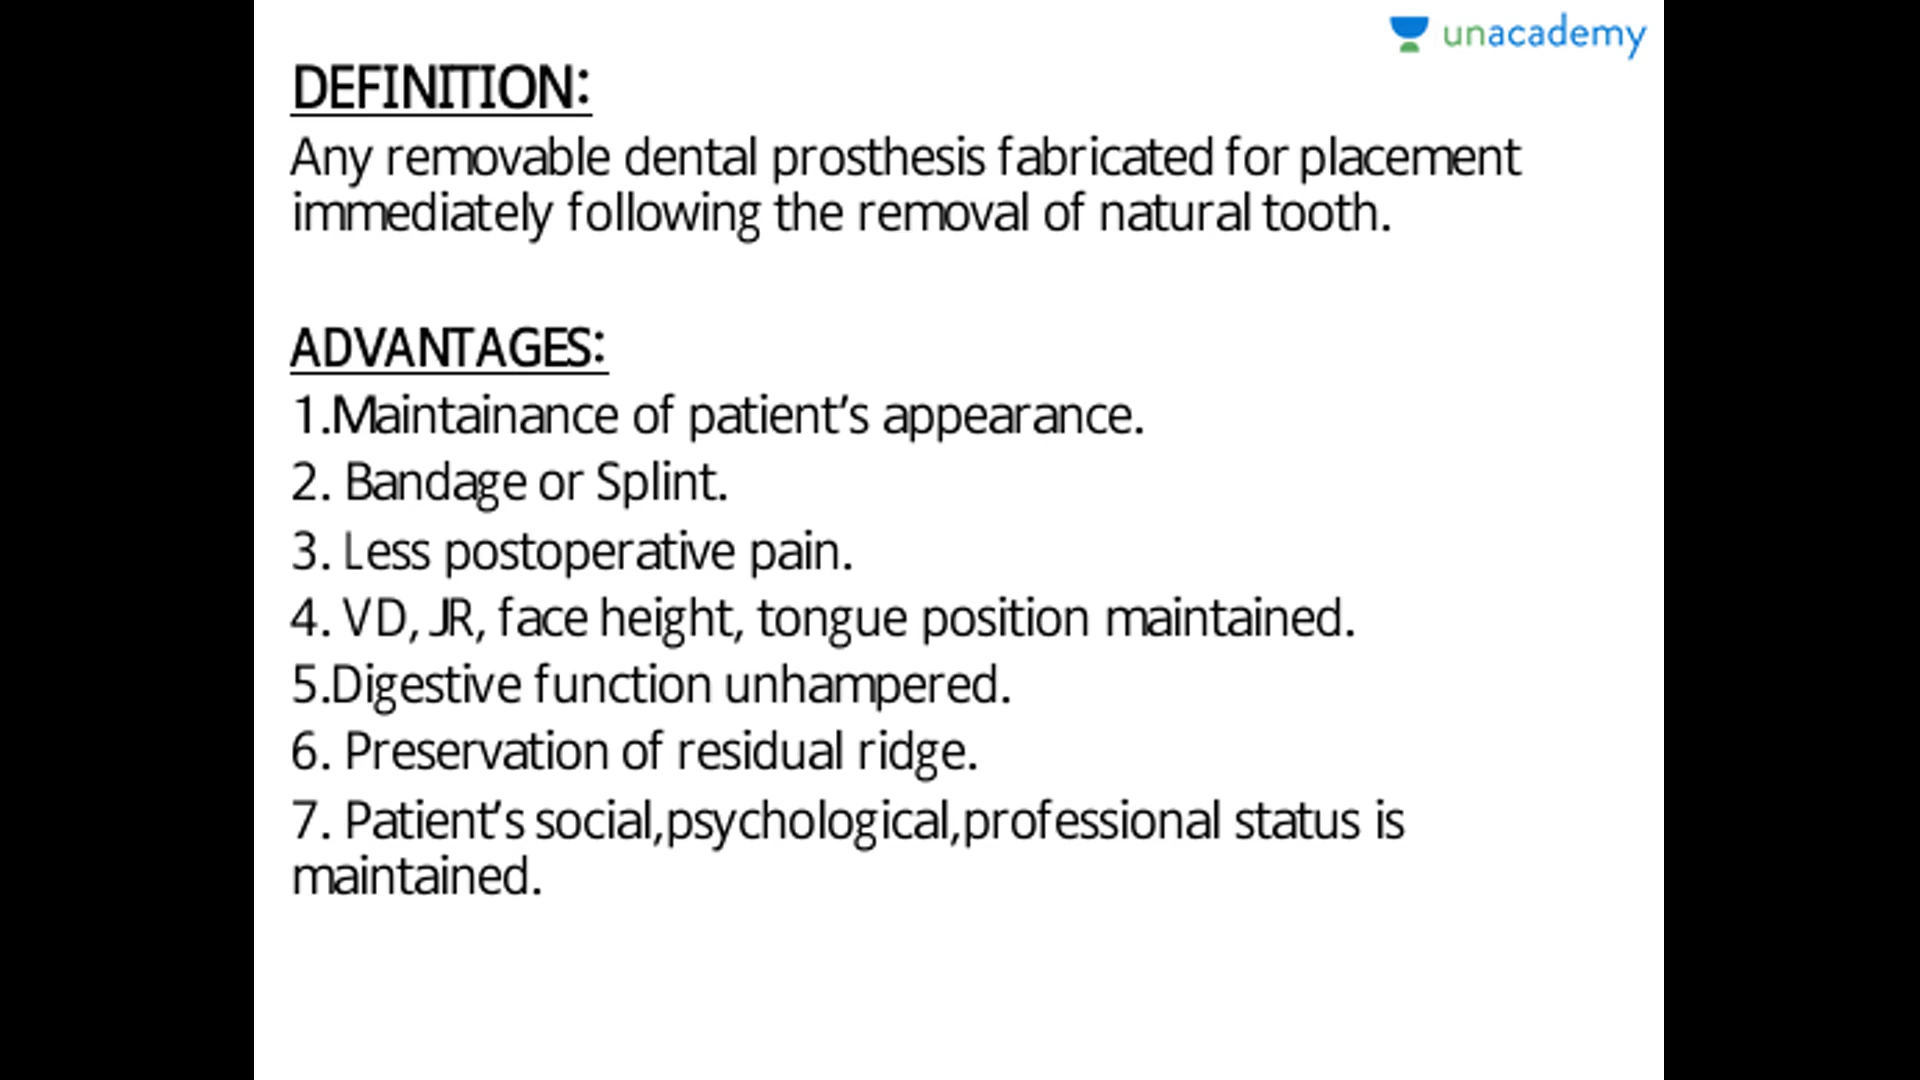 unacademy
DEFINITION:
Any removable dental prosthesis fabricated for placement
immediately following the removal of natural tooth.
ADVANTAGES:
1.Maintainance of patient’s appearance.
2. Bandage or Splint.
3. Less postoperative pain.
4. VD, JR, face height, tongue position maintained.
5.Digestive function unhampered.
6. Preservation of residual ridge.
7. Patient’s social,psychological,professional status is
maintained.